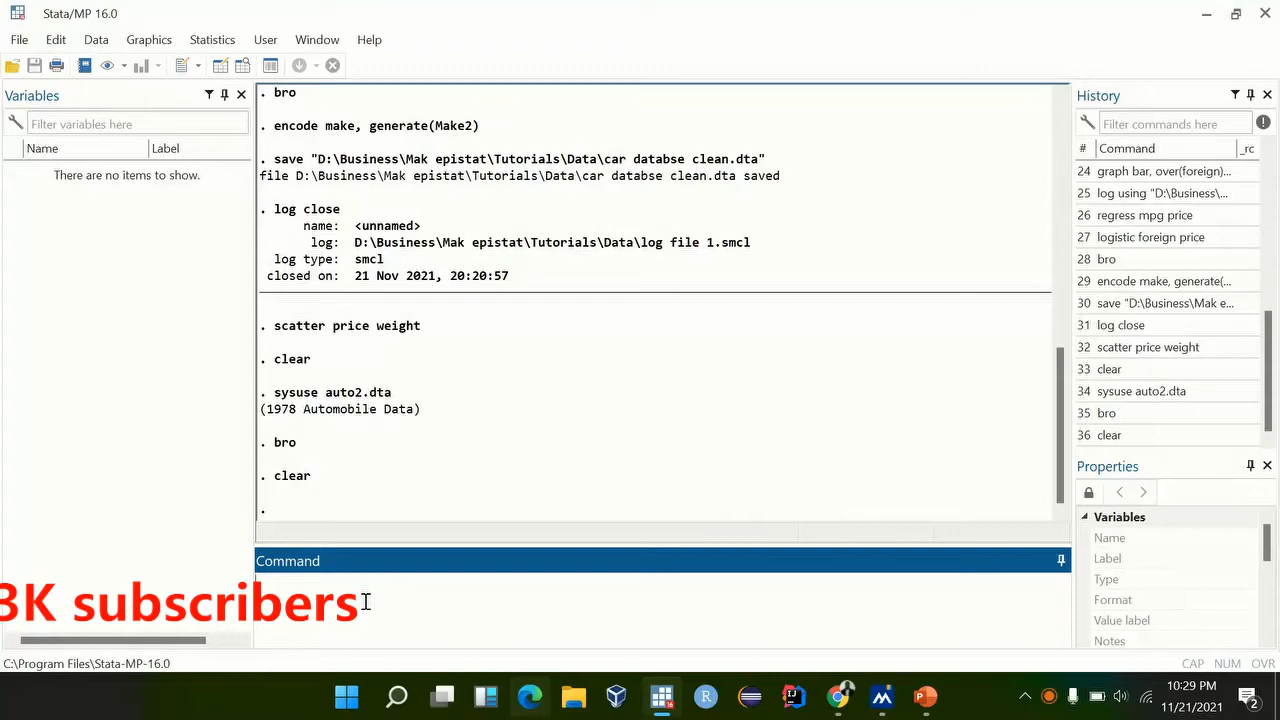 Stata/MP 16.0
File Edit Data Graphics Statistics User Window Help
Variables
Filter variables here
Name Label
There are no items to show.
. bro
. encode make, generate(Make2)
. save "D:\Business\Mak epistat\Tutorials\Data\car databse clean.dta"
file D:\Business\Mak epistat\Tutorials\Data\car databse clean.dta saved
. log close
name: <unnamed>
log: D:\Business\Mak epistat\Tutorials\Data\log file 1.smcl
log type: smcl
closed on: 21 Nov 2021, 20:20:57
. scatter price weight
. clear
. sysuse auto2.dta
(1978 Automobile Data)
. bro
. clear
.
Command
3K subscribers
History
Filter commands here
# Command _rc
24 graph bar, over(foreign)...
25 log using "D:\Business\...
26 regress mpg price
27 logistic foreign price
28 bro
29 encode make, generate(...
30 save "D:\Business\Mak e...
31 log close
32 scatter price weight
33 clear
34 sysuse auto2.dta
35 bro
36 clear
Properties
Variables
Name
Label
Type
Format
Value label
Notes
C:\Program Files\Stata-MP-16.0
CAP NUM OVR
10:29 PM
11/21/2021
2